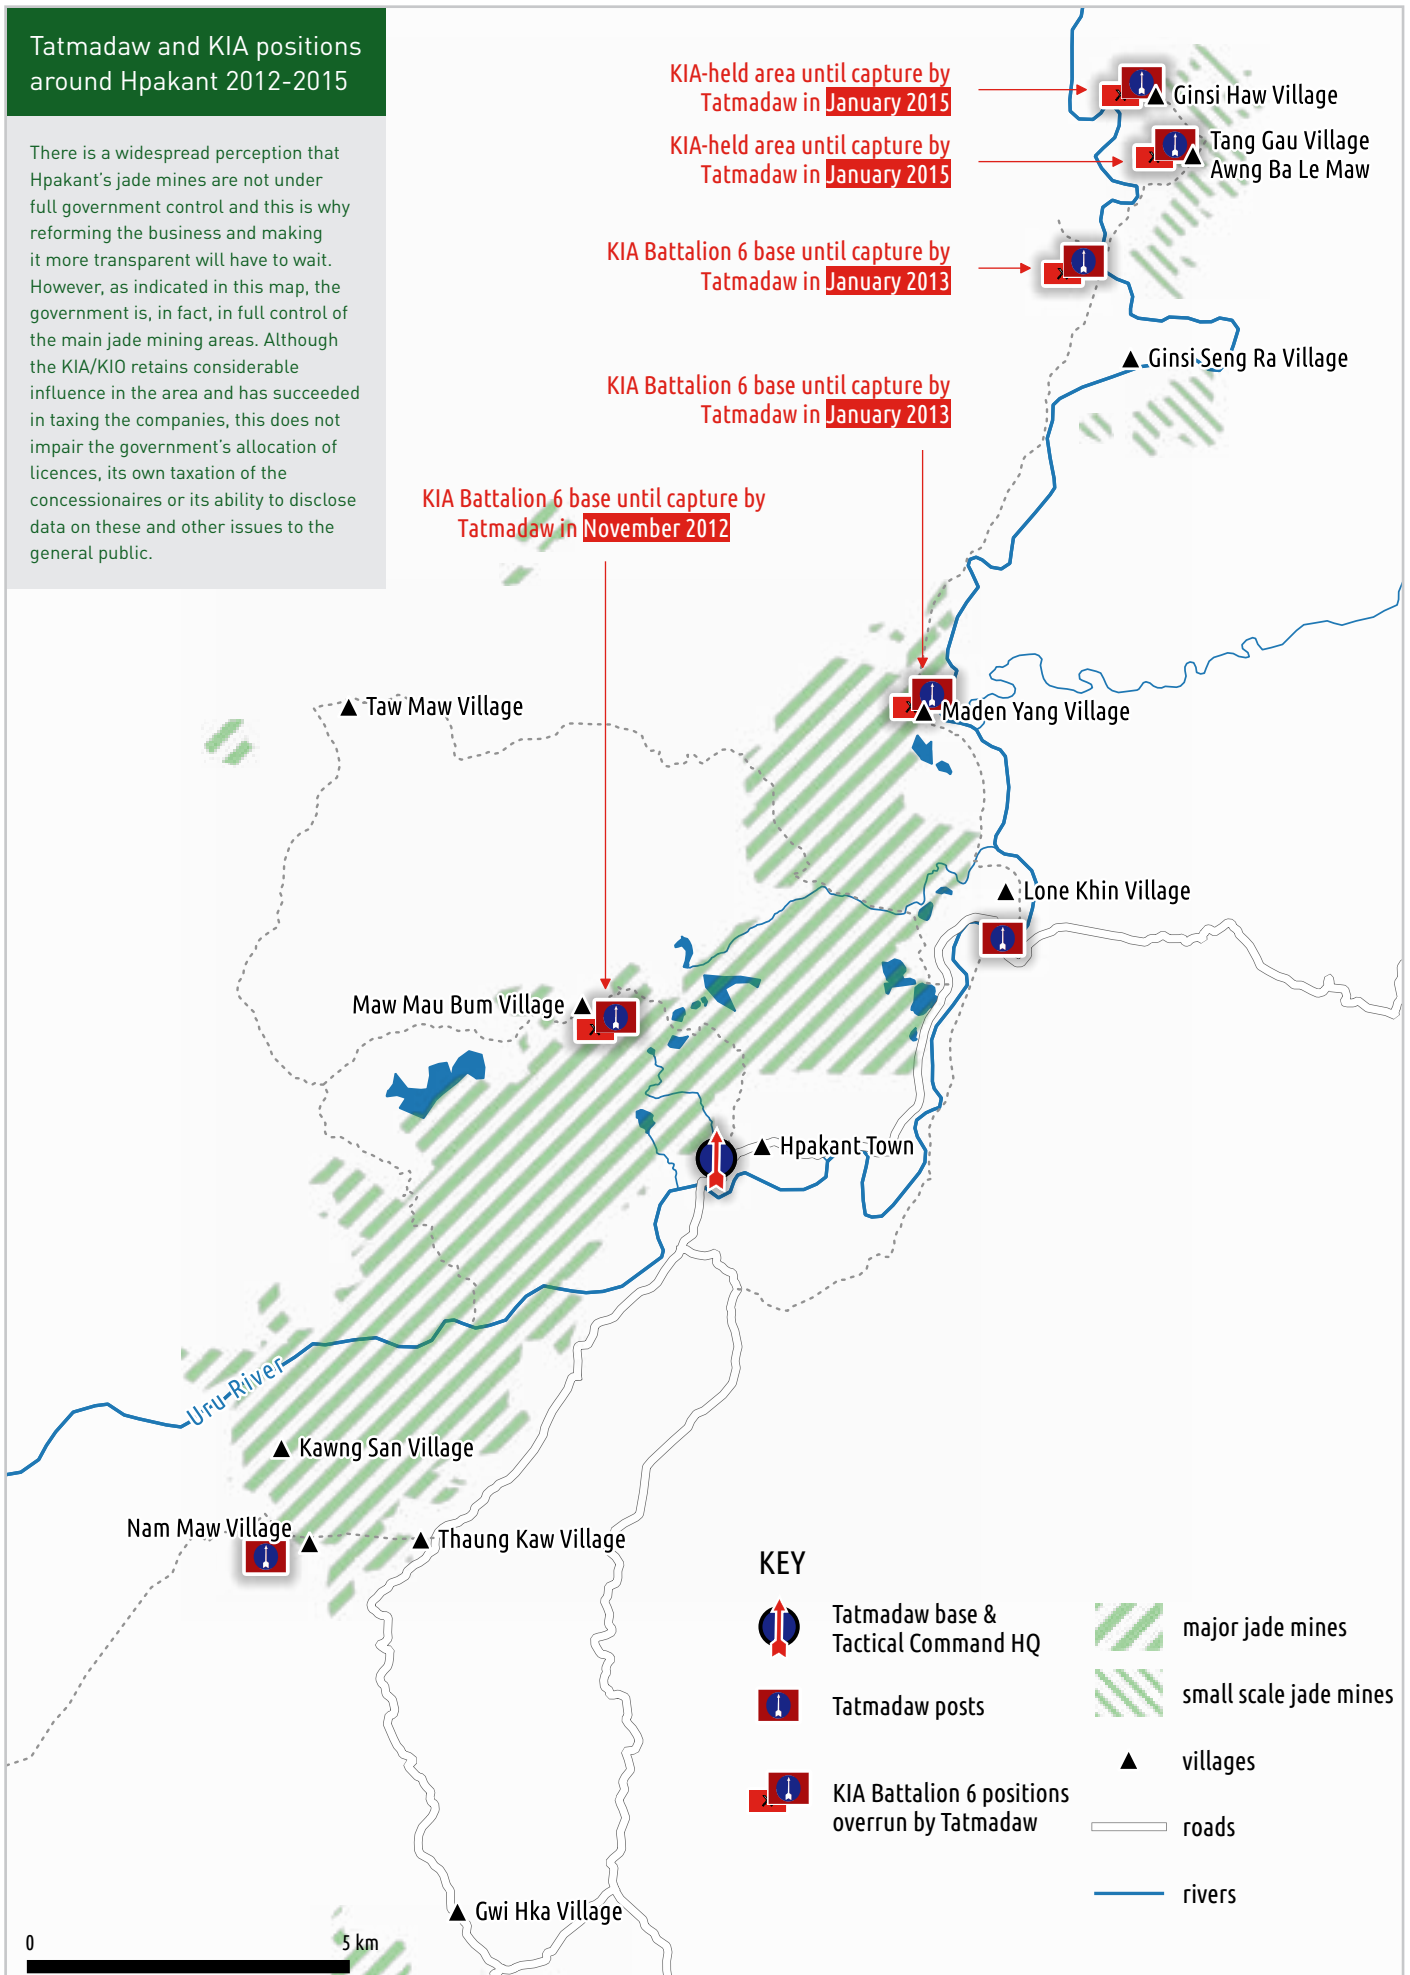 Tatmadaw and KIA positions
around Hpakant 2012-2015
There is a widespread perception that
Hpakant's jade mines are not under
full government control and this is why
reforming the business and making
it more transparent will have to wait.
However, as indicated in this map, the
government is, in fact, in full control of
the main jade mining areas. Although
the KIA/KIO retains considerable
influence in the area and has succeeded
in taxing the companies, this does not
impair the government's allocation of
licences, its own taxation of the
concessionaires or its ability to disclose
data on these and other issues to the
general public.
KIA-held area until capture by
Tatmadaw in January 2015
Ginsi Haw Village
KIA-held area until capture by
Tatmadaw in January 2015
Tang Gau Village
Awng Ba Le Maw
KIA Battalion 6 base until capture by
Tatmadaw in January 2013
Ginsi Seng Ra Village
KIA Battalion 6 base until capture by
Tatmadaw in January 2013
KIA Battalion 6 base until capture by
Tatmadaw in November 2012
Taw Maw Village
Maden Yang Village
Lone Khin Village
Maw Mau Bum Village
Hpakant Town
Uru River
Kawng San Village
Nam Maw Village
Thaung Kaw Village
Gwi Hka Village
KEY
Tatmadaw base &
Tactical Command HQ
Tatmadaw posts
KIA Battalion 6 positions
overrun by Tatmadaw
major jade mines
small scale jade mines
villages
roads
rivers
0
5 km